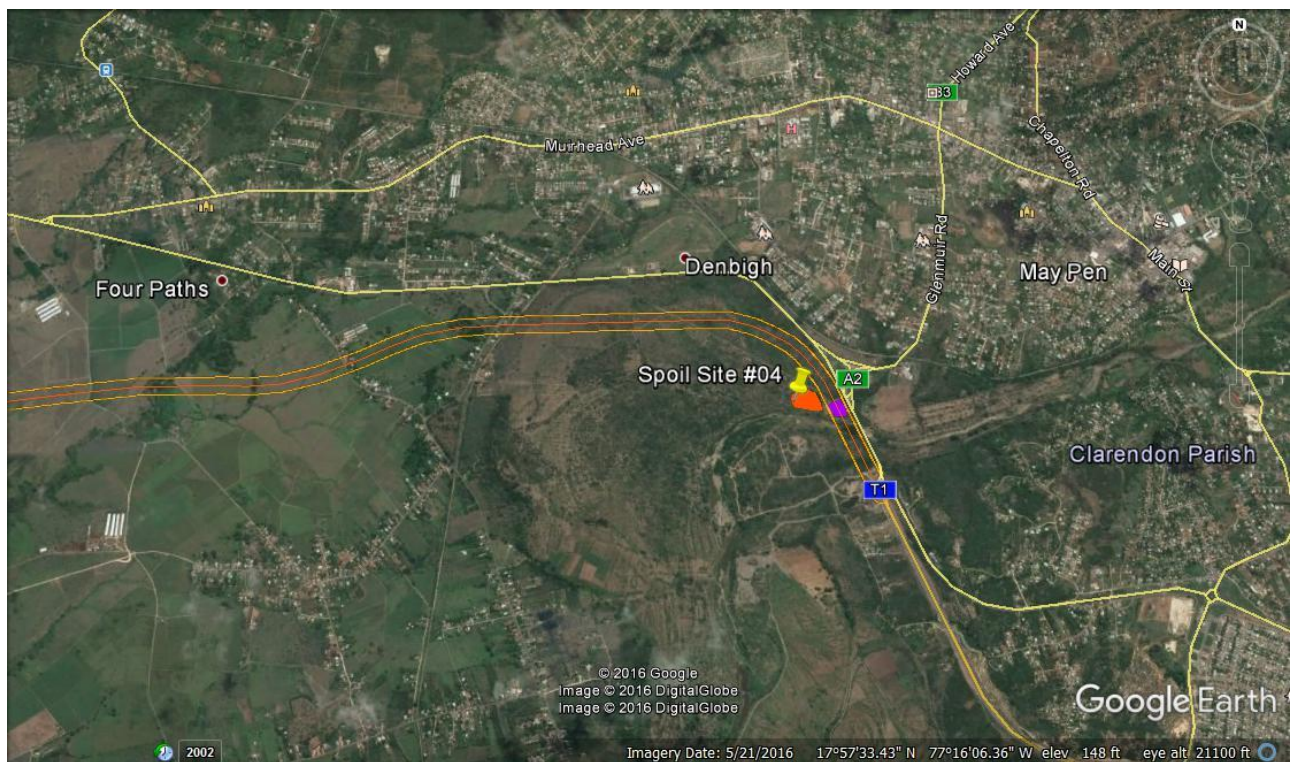 N
Howard Ave
B3
Chapelton Rd
H
Muirhead Ave
Glenmuir Rd
Main St
May Pen
Denbigh
Four Paths
Spoil Site #04
A2
Clarendon Parish
T1
© 2016 Google
Image © 2016 DigitalGlobe
Image © 2016 DigitalGlobe
Google Earth
2002
Imagery Date: 5/21/2016 17°57'33.43" N 77°16'06.36" W elev 148 ft eye alt 21100 ft